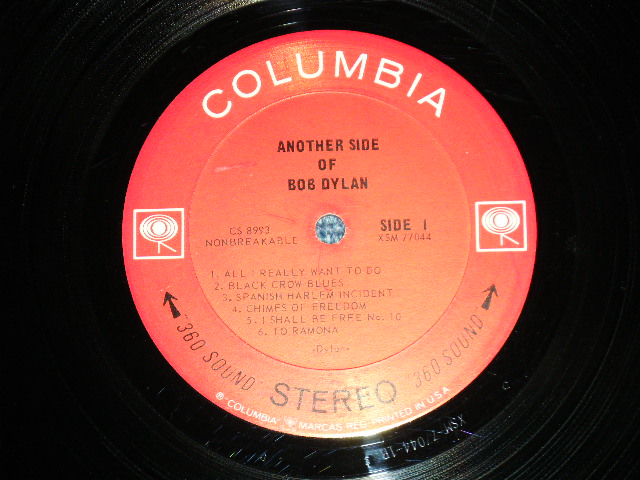 COLUMBIA
ANOTHER SIDE
OF
BOB DYLAN
CS 8993
NONBREAKABLE
SIDE 1
XSM 77044
1. ALL I REALLY WANT TO DO
2. BLACK CROW BLUES
3. SPANISH HARLEM INCIDENT
4. CHIMES OF FREEDOM
5. I SHALL BE FREE No. 10
6. TO RAMONA
-Dylan-
"360 SOUND" STEREO "360 SOUND"
® "COLUMBIA" MARCAS REG. PRINTED IN U.S.A.